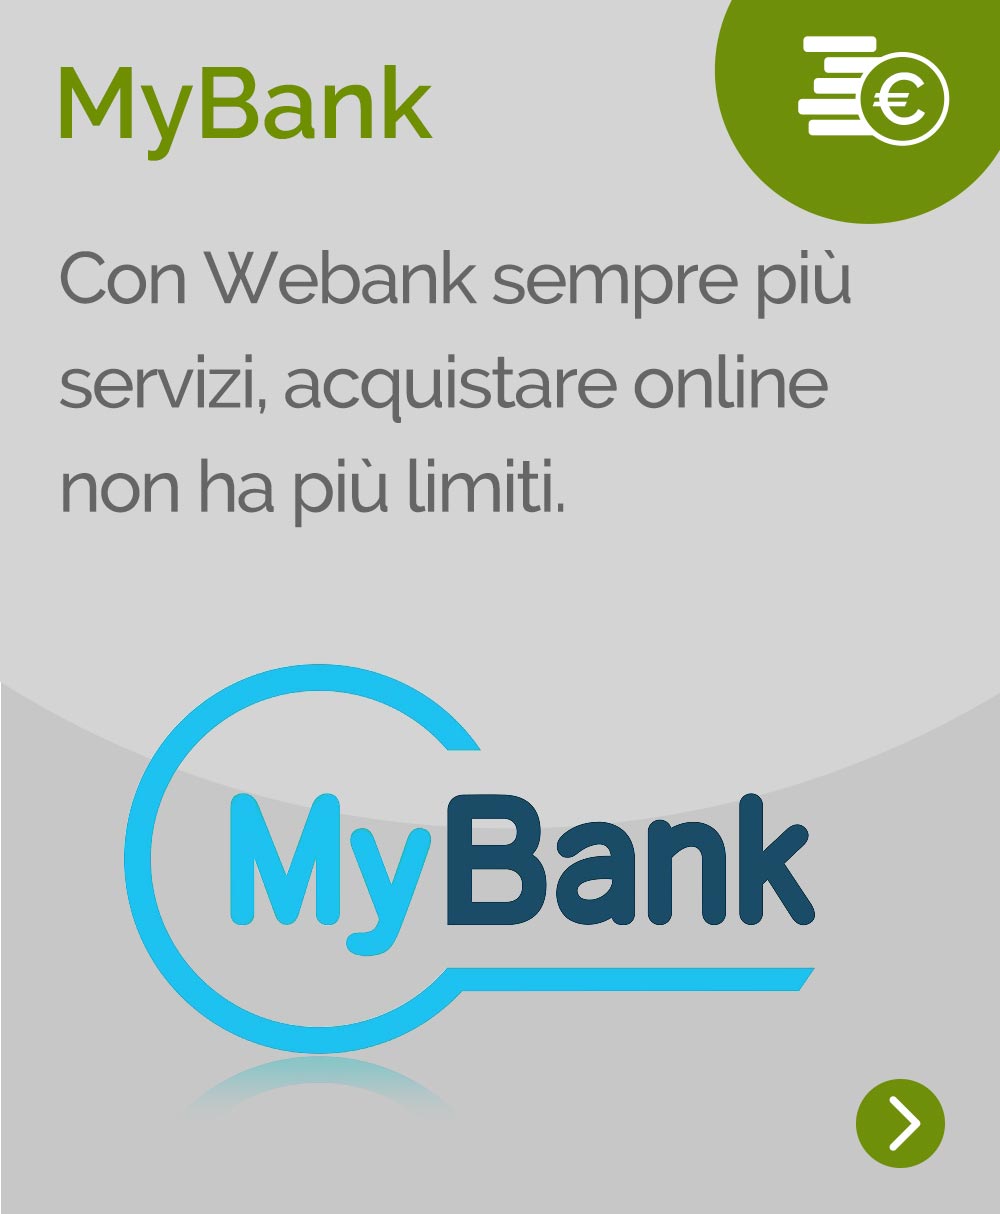 MyBank
€
Con Webank sempre più
servizi, acquistare online
non ha più limiti.
MyBank